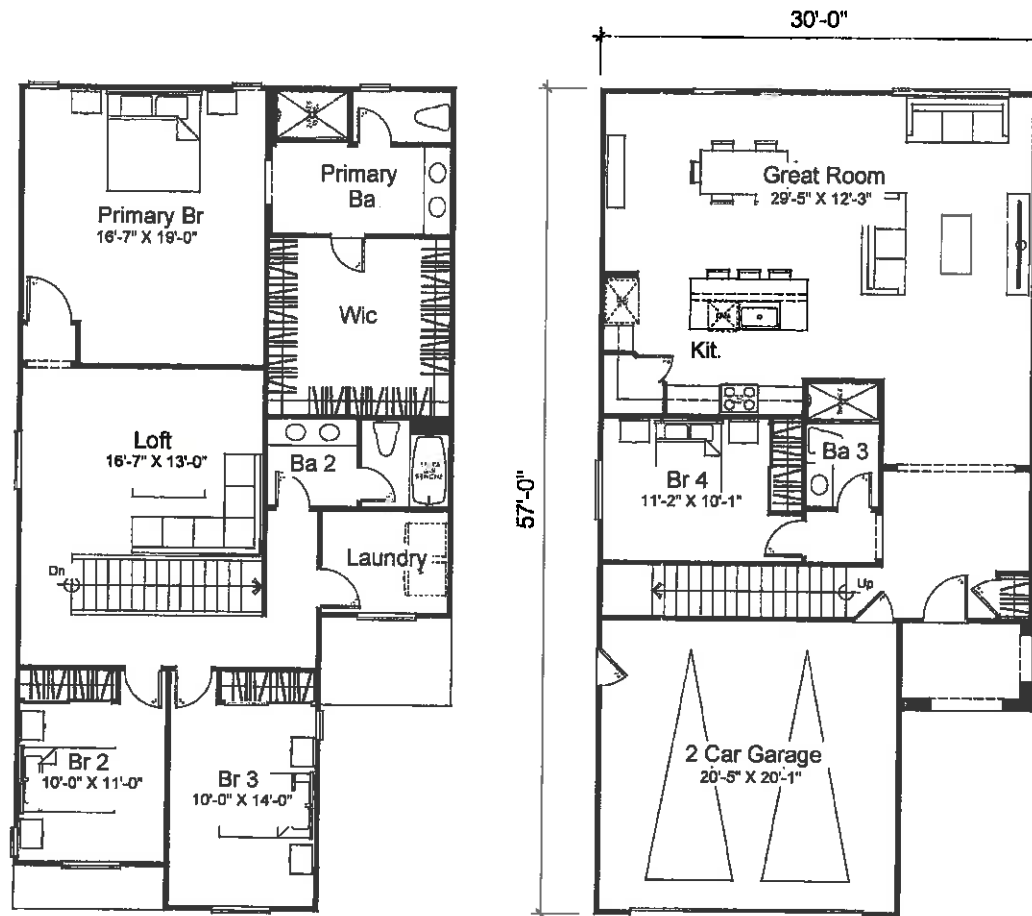 30'-0"
57'-0"
Primary Br
16'-7" X 19'-0"
Primary
Ba
Wic
Loft
16'-7" X 13'-0"
Ba 2
Laundry
Dn
Br 2
10'-0" X 11'-0"
Br 3
10'-0" X 14'-0"
Great Room
29'-5" X 12'-3"
Kit.
Br 4
11'-2" X 10'-1"
Ba 3
Up
2 Car Garage
20'-5" X 20'-1"